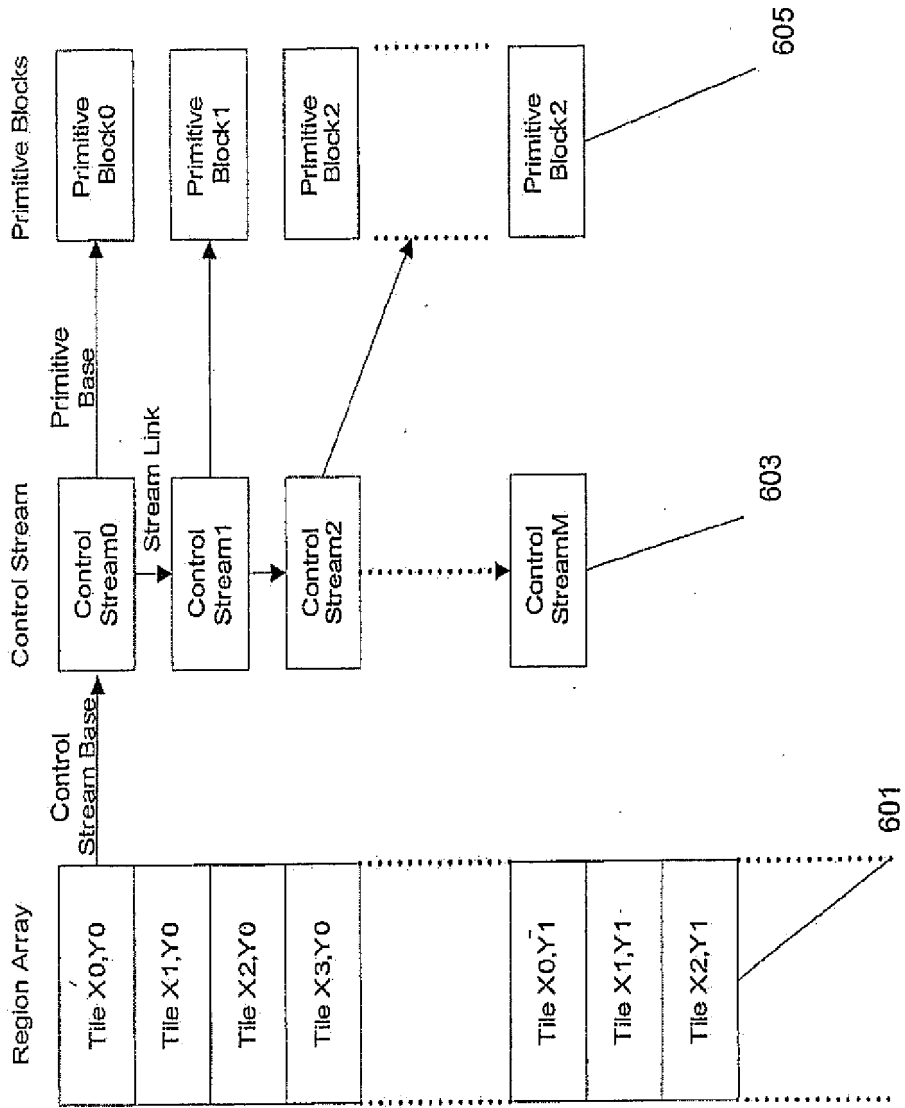 Region Array
Tile X0,Y0
Tile X1,Y0
Tile X2,Y0
Tile X3,Y0
Tile X0,Y1
Tile X1,Y1
Tile X2,Y1
601
Control
Stream Base
Control Stream
Control
Stream0
Stream Link
Control
Stream1
Control
Stream2
Control
StreamM
603
Primitive
Base
Primitive Blocks
Primitive
Block0
Primitive
Block1
Primitive
Block2
Primitive
Block2
605